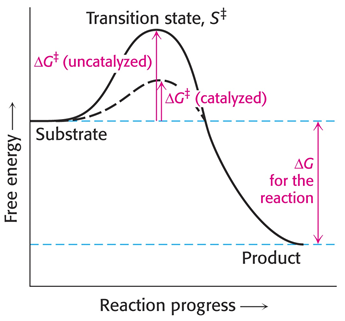 Transition state, S‡
ΔG‡ (uncatalyzed)
ΔG‡ (catalyzed)
Substrate
ΔG
for the
reaction
Product
Free energy →
Reaction progress →